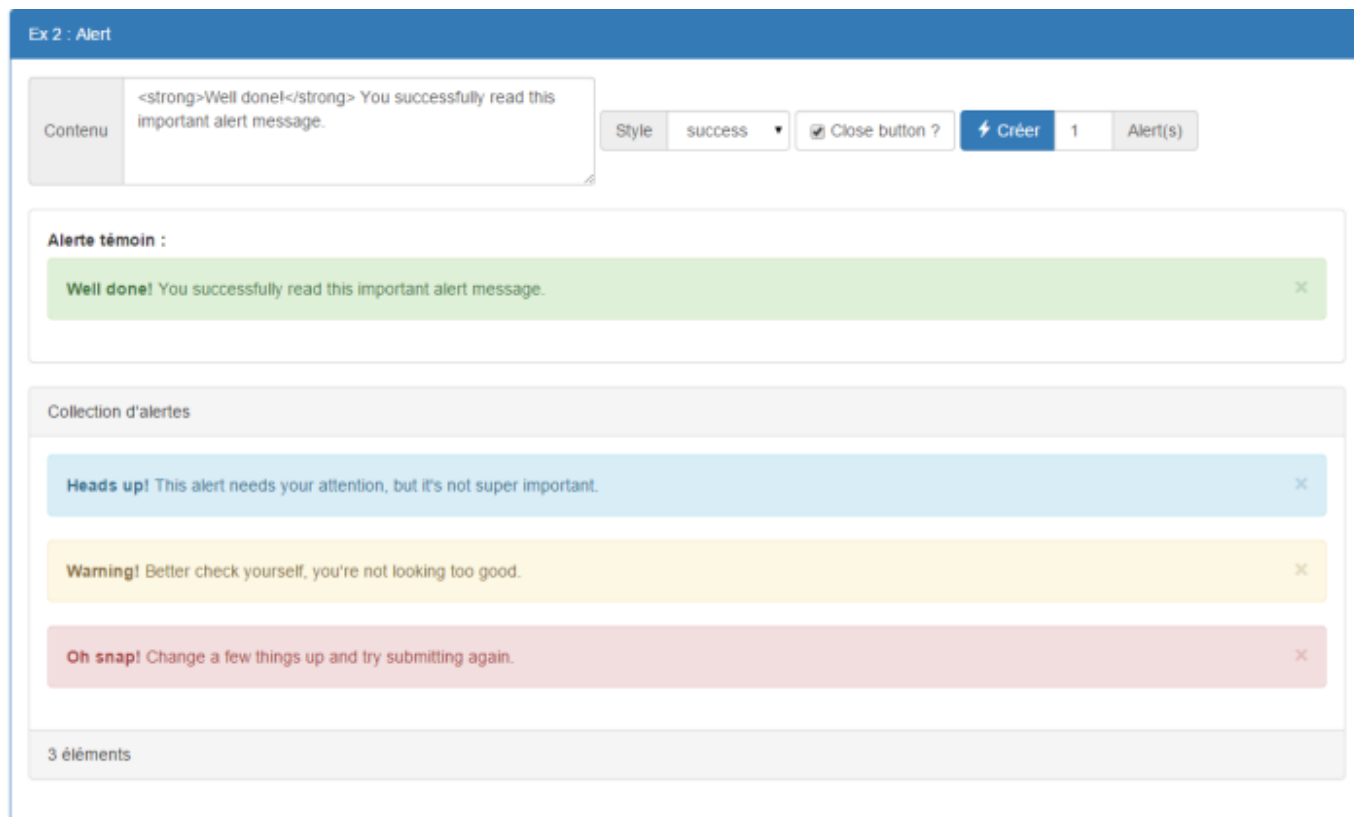 Ex 2 : Alert
<strong>Well done!</strong> You successfully read this
important alert message.
Contenu
Style success Close button ? Créer 1 Alert(s)
Alerte témoin :
Well done! You successfully read this important alert message. ×
Collection d'alertes
Heads up! This alert needs your attention, but it's not super important. ×
Warning! Better check yourself, you're not looking too good. ×
Oh snap! Change a few things up and try submitting again. ×
3 éléments